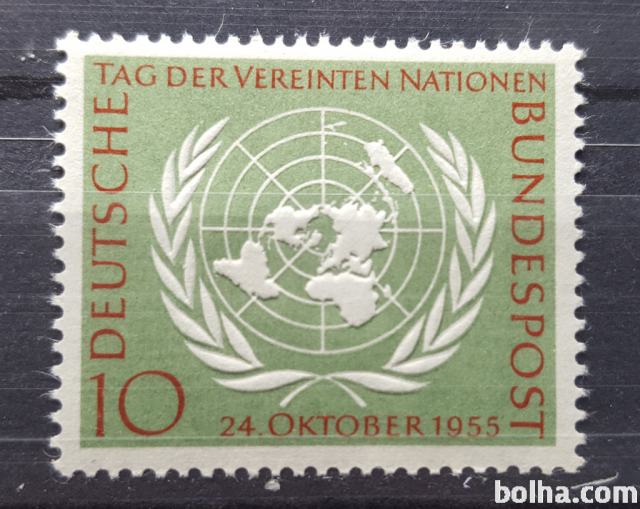 TAG DER VEREINTEN NATIONEN
DEUTSCHE
BUNDESPOST
10
24. OKTOBER 1955
bolha.com